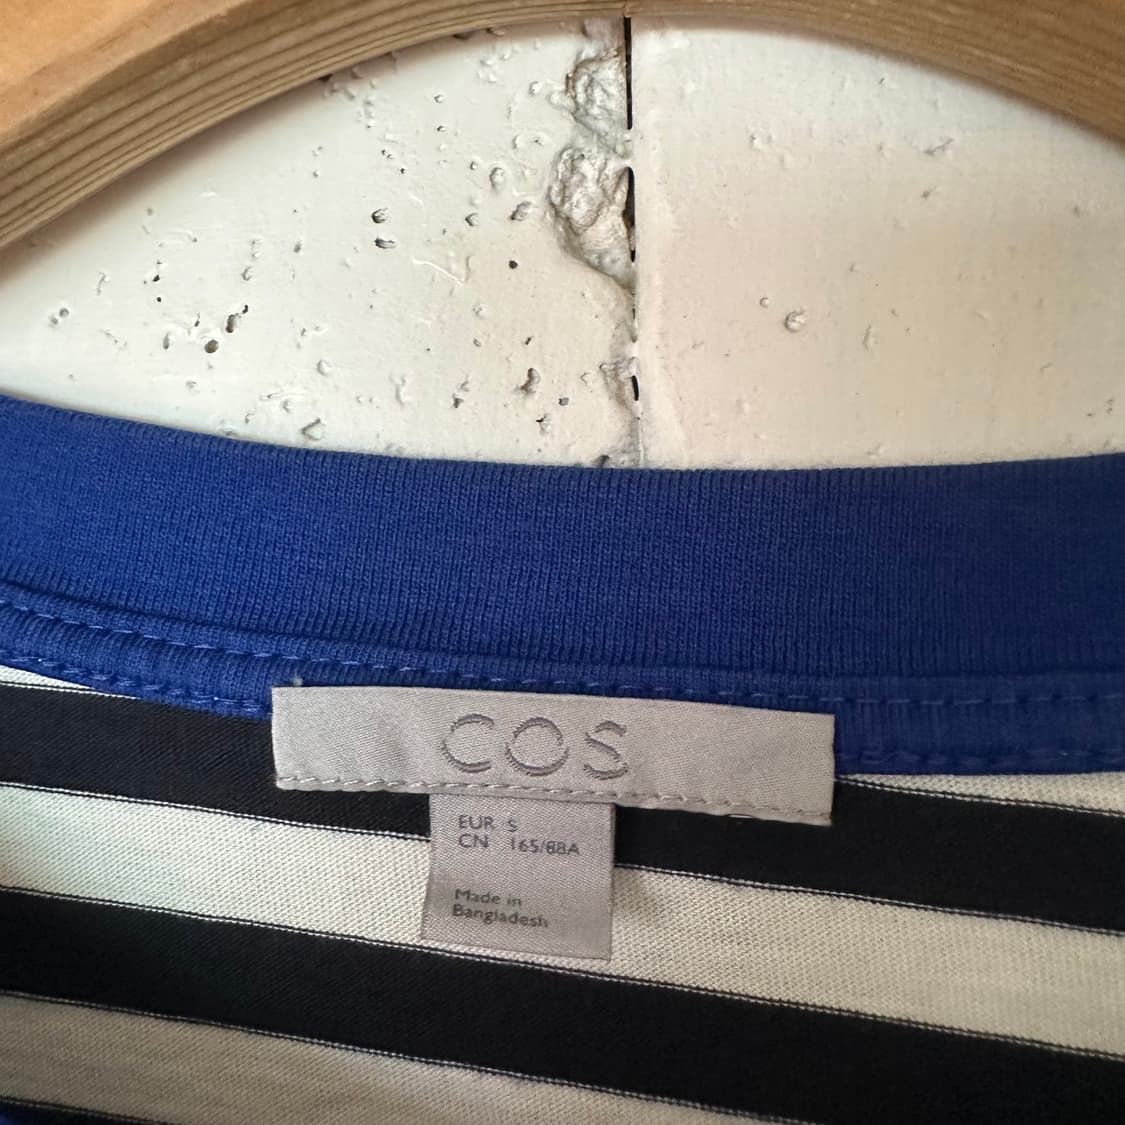 COS
EUR S
CN 165/88A
Made in
Bangladesh